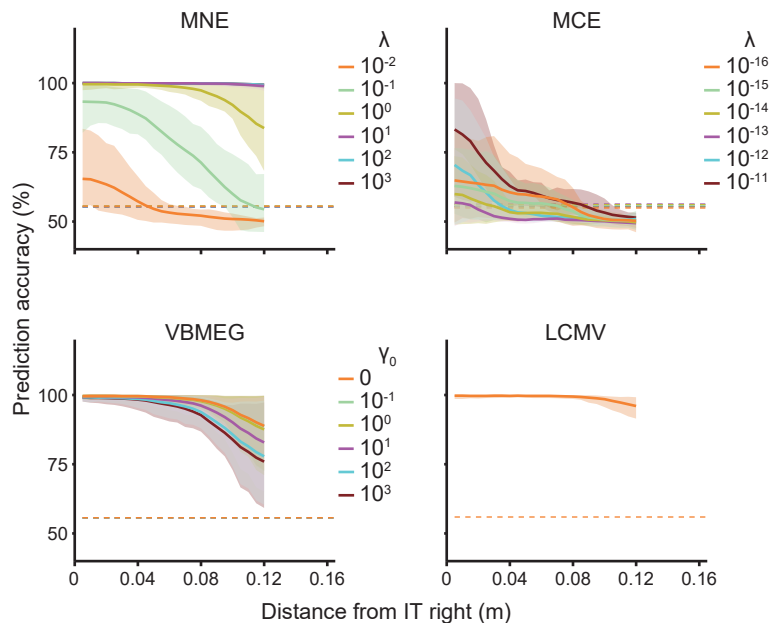 MNE
MCE
Prediction accuracy (%)
100
75
50
λ
10⁻²
10⁻¹
10⁰
10¹
10²
10³
λ
10⁻¹⁶
10⁻¹⁵
10⁻¹⁴
10⁻¹³
10⁻¹²
10⁻¹¹
VBMEG
LCMV
100
75
50
γ₀
0
10⁻¹
10⁰
10¹
10²
10³
0 0.04 0.08 0.12 0.16
0 0.04 0.08 0.12 0.16
Distance from IT right (m)